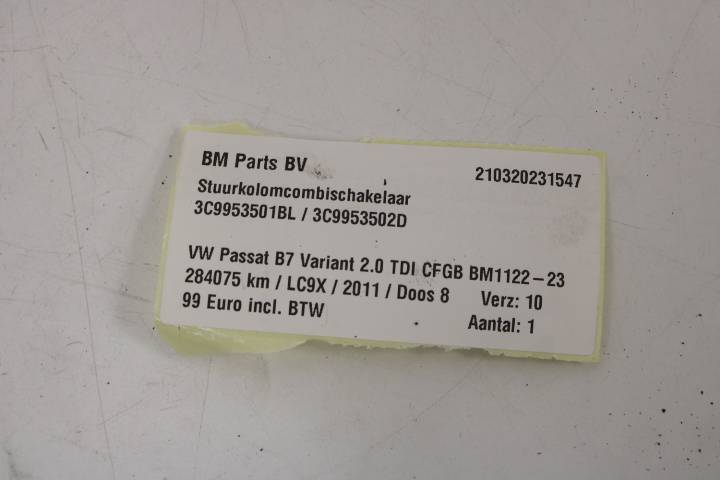 BM Parts BV 210320231547
Stuurkolomcombischakelaar
3C9953501BL / 3C9953502D
VW Passat B7 Variant 2.0 TDI CFGB BM1122-23
284075 km / LC9X / 2011 / Doos 8 Verz: 10
99 Euro incl. BTW Aantal: 1